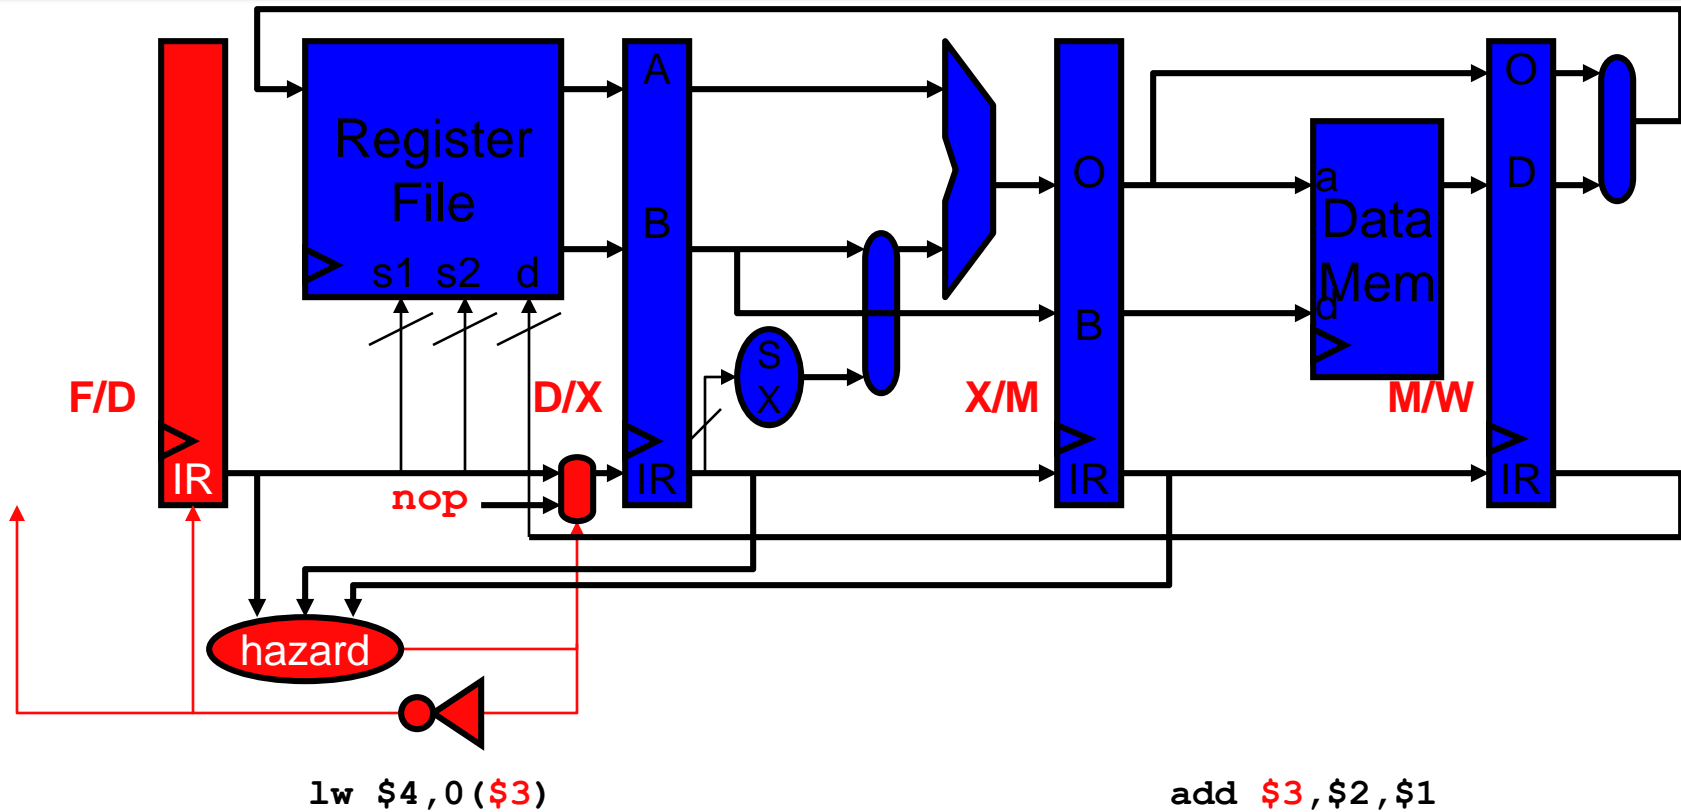 A
O
Register
File
O
D
B
a
Data
Mem
d
s1 s2 d
B
S
X
F/D
D/X
X/M
M/W
IR
nop
IR
IR
IR
hazard
lw $4,0($3)
add $3,$2,$1